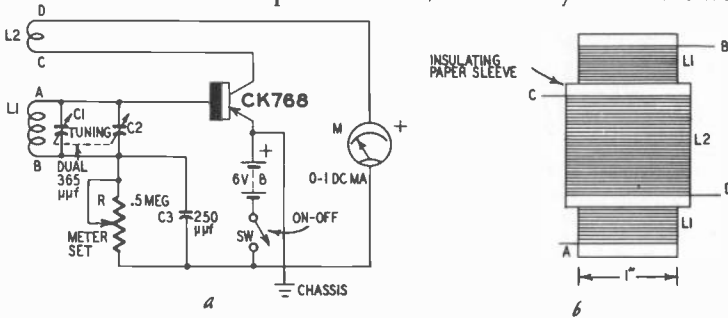 D
L2
C
A
L1
B
C1
TUNING
C2
DUAL
365
μμf
R
.5 MEG
METER
SET
C3
250
μμf
CK768
+
6V
B
SW
ON-OFF
CHASSIS
M
+
0-1 DC MA
a
INSULATING
PAPER SLEEVE
B
L1
C
L2
D
L1
A
1"
b